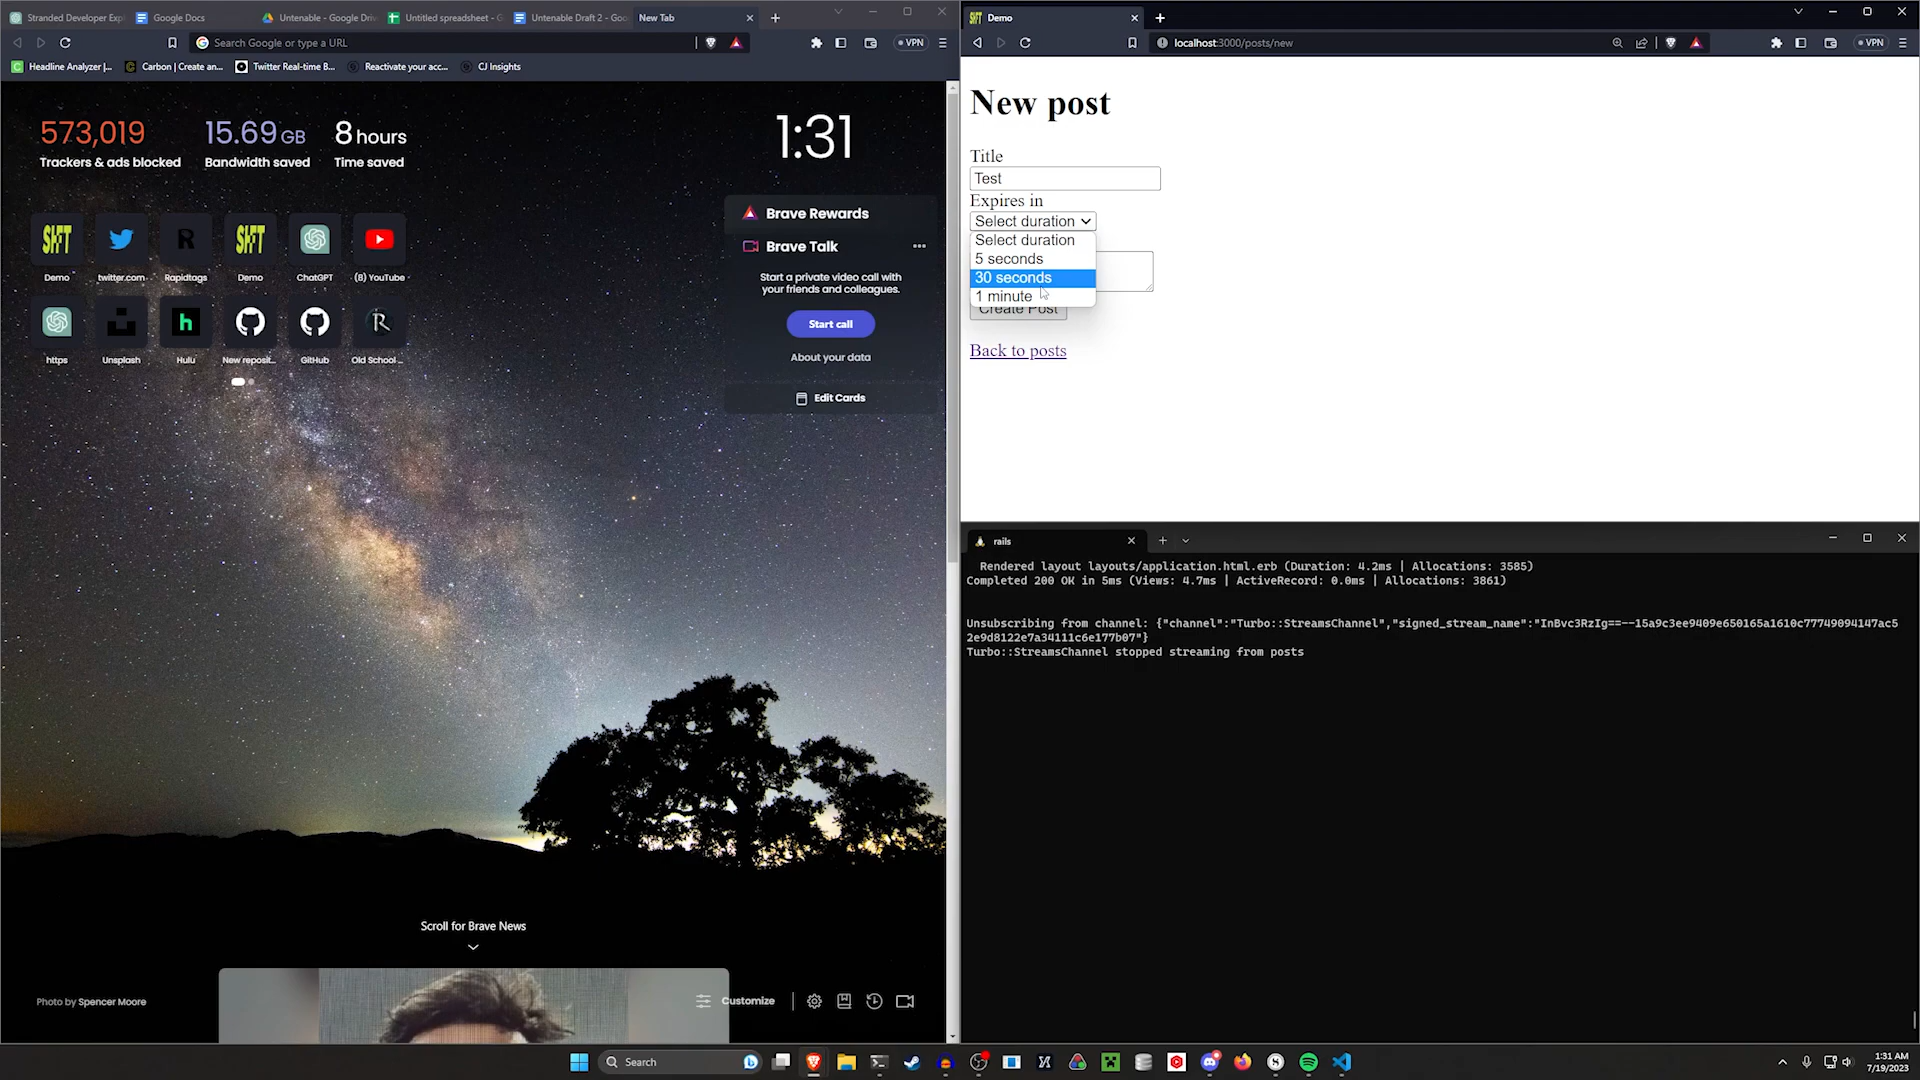 Stranded Developer Exp
Google Docs
Untenable - Google Driv
Untitled spreadsheet - G
Untenable Draft 2 - Goo
New Tab
Search Google or type a URL
VPN
Headline Analyzer |...
Carbon | Create an...
Twitter Real-time B...
Reactivate your acc...
CJ Insights
573,019
Trackers & ads blocked
15.69 GB
Bandwidth saved
8 hours
Time saved
1:31
Demo
twitter.com
Rapidtags
Demo
ChatGPT
(8) YouTube
https
Unsplash
Hulu
New reposit...
GitHub
Old School ...
Brave Rewards
Brave Talk
Start a private video call with
your friends and colleagues.
Start call
About your data
Edit Cards
Scroll for Brave News
Photo by Spencer Moore
Customize
Demo
localhost:3000/posts/new
VPN
New post
Title
Test
Expires in
Select duration
Select duration
5 seconds
30 seconds
1 minute
Create Post
Back to posts
rails
Rendered layout layouts/application.html.erb (Duration: 4.2ms | Allocations: 3585)
Completed 200 OK in 5ms (Views: 4.7ms | ActiveRecord: 0.0ms | Allocations: 3861)
Unsubscribing from channel: {"channel":"Turbo::StreamsChannel","signed_stream_name":"InBvc3RzIg==--15a9c3ee9409e650165a1610c77749094147ac5
2e9d8122e7a34111c6e177b07"}
Turbo::StreamsChannel stopped streaming from posts
Search
1:31 AM
7/19/2023